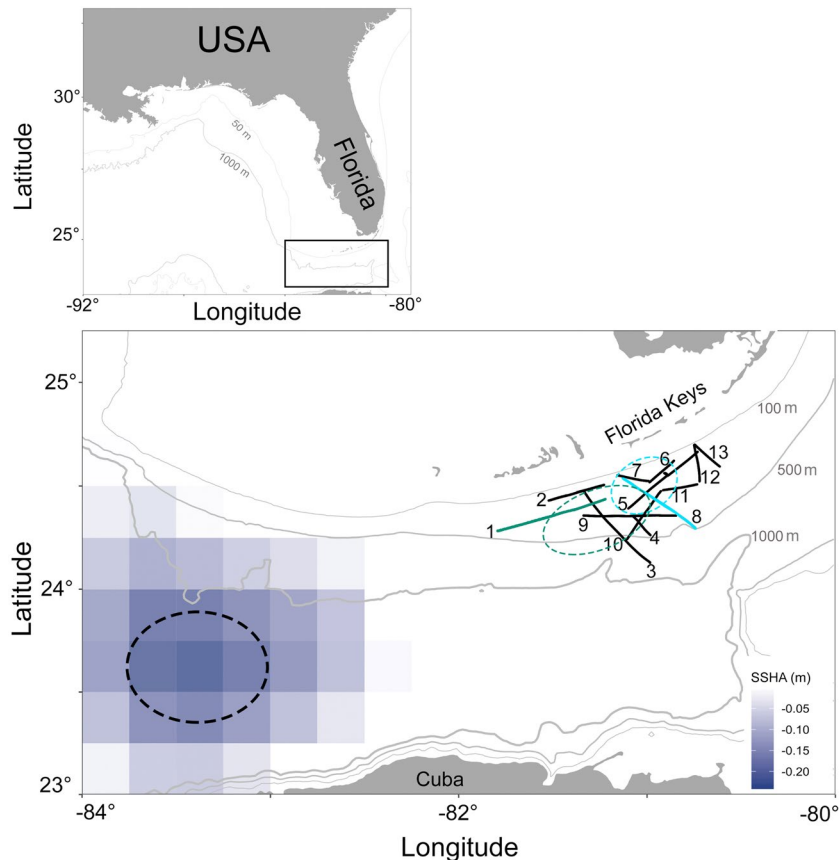 USA
Latitude
30°
50 m
1000 m
Florida
25°
-92°
Longitude
-80°
Latitude
25°
Florida Keys
100 m
13
6
7
12
2
500 m
5
11
1
9
8
4
10
1000 m
3
24°
SSHA (m)
-0.05
-0.10
-0.15
-0.20
Cuba
23°
-84°
-82°
-80°
Longitude